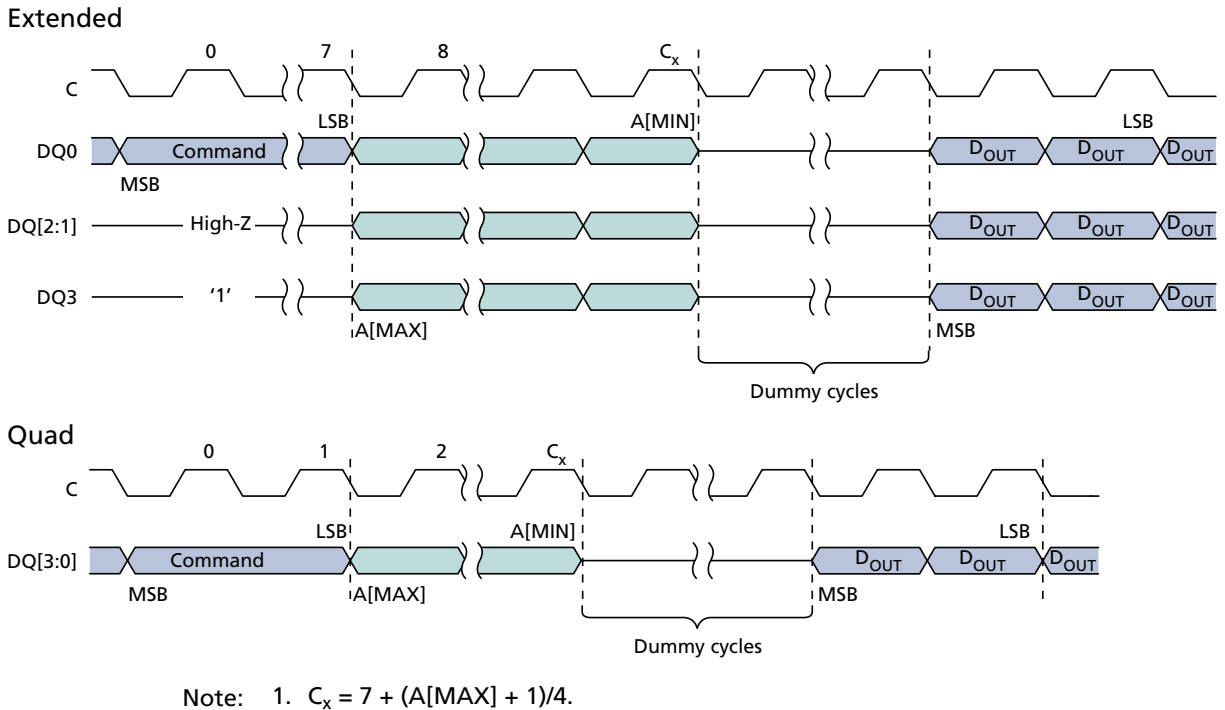 Extended
0 7 8 Cx
C
LSB A[MIN] LSB
DQ0 Command DOUT DOUT DOUT
MSB
DQ[2:1] High-Z DOUT DOUT DOUT
DQ3 ‘1’ DOUT DOUT DOUT
A[MAX] MSB
Dummy cycles
Quad
0 1 2 Cx
C
LSB A[MIN] LSB
DQ[3:0] Command DOUT DOUT DOUT
MSB A[MAX] MSB
Dummy cycles
Note: 1. Cx = 7 + (A[MAX] + 1)/4.